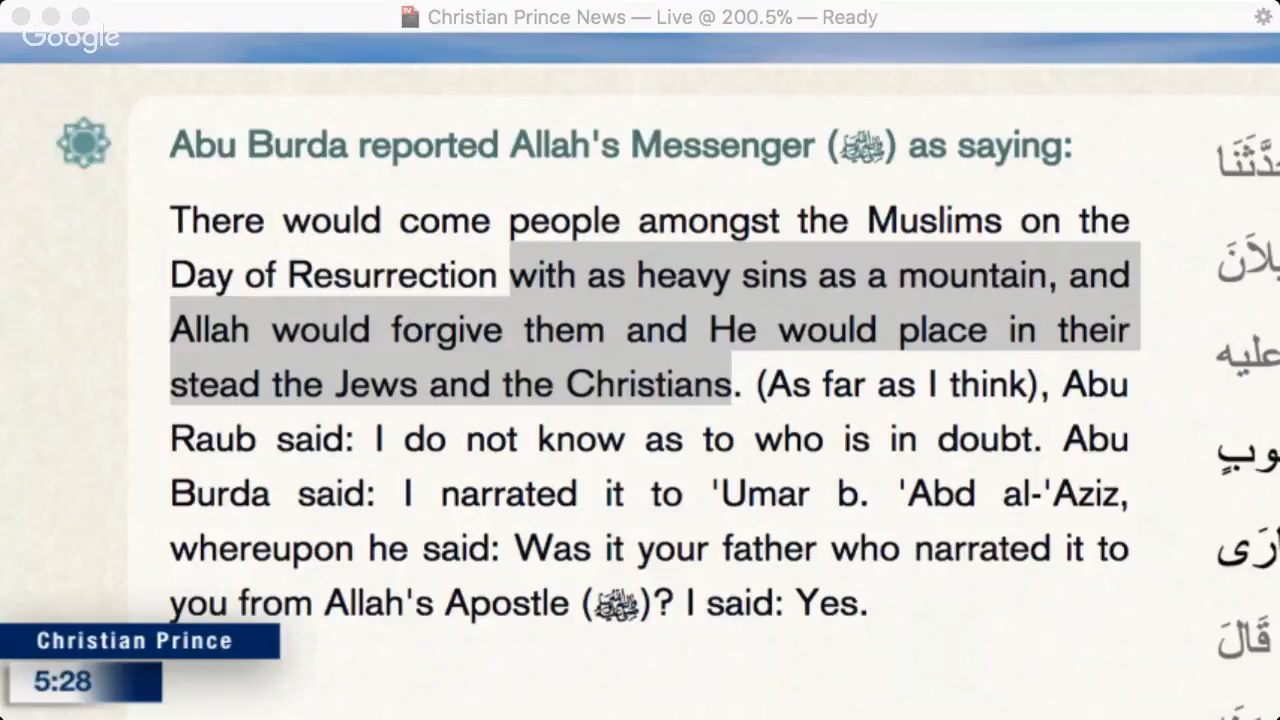 Christian Prince News — Live @ 200.5% — Ready
Google
Abu Burda reported Allah's Messenger (ﷺ) as saying:
There would come people amongst the Muslims on the
Day of Resurrection with as heavy sins as a mountain, and
Allah would forgive them and He would place in their
stead the Jews and the Christians. (As far as I think), Abu
Raub said: I do not know as to who is in doubt. Abu
Burda said: I narrated it to 'Umar b. 'Abd al-'Aziz,
whereupon he said: Was it your father who narrated it to
you from Allah's Apostle (ﷺ)? I said: Yes.
عليه
قَالَ
Christian Prince
5:28